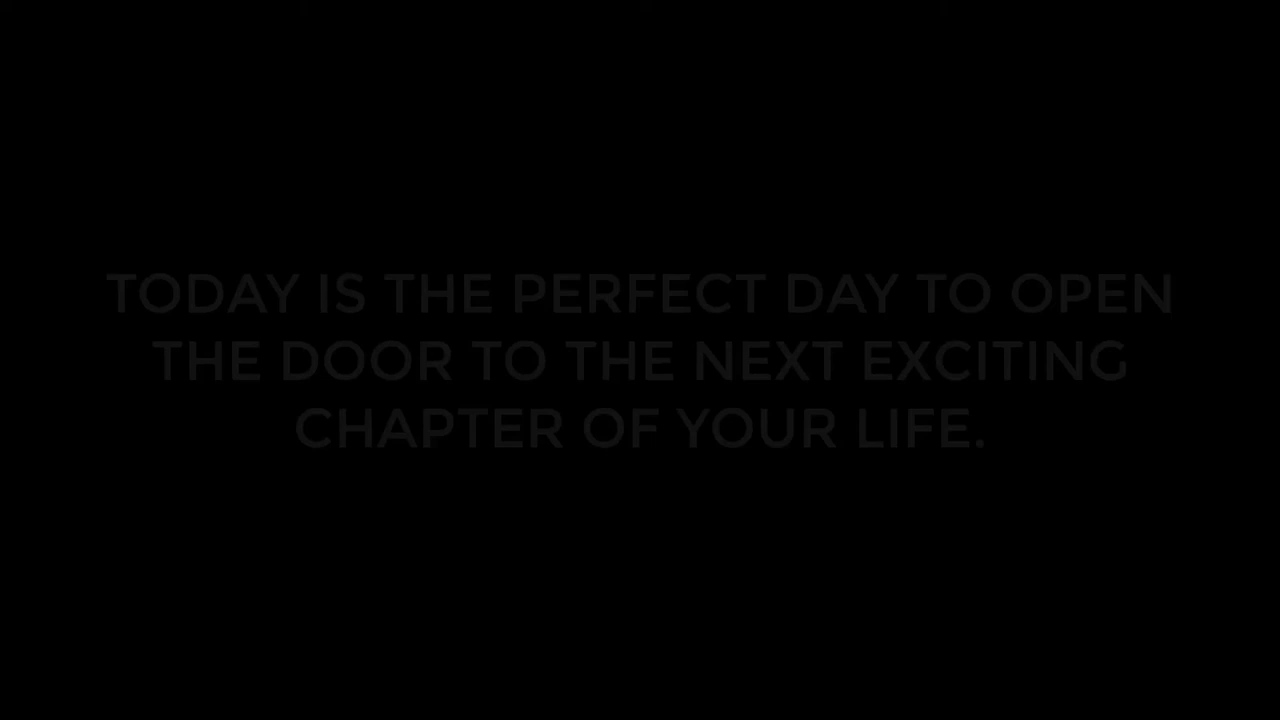 TODAY IS THE PERFECT DAY TO OPEN
THE DOOR TO THE NEXT EXCITING
CHAPTER OF YOUR LIFE.